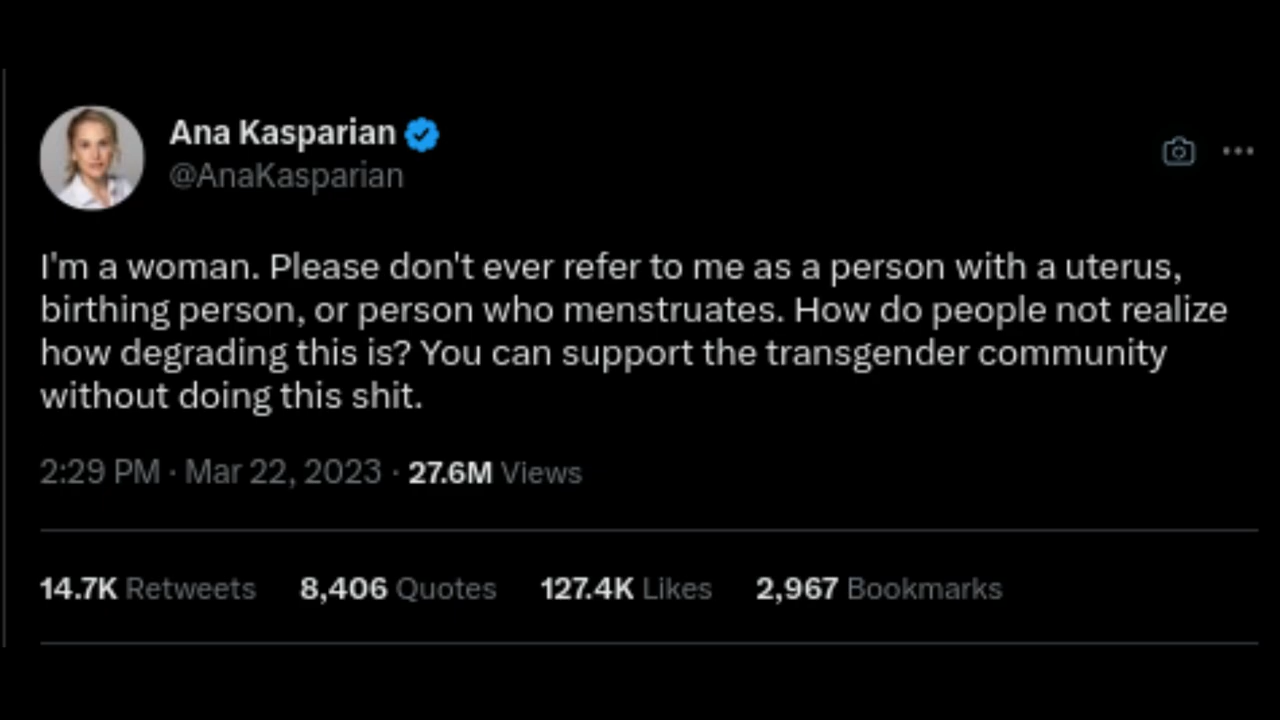 Ana Kasparian
@AnaKasparian
I'm a woman. Please don't ever refer to me as a person with a uterus,
birthing person, or person who menstruates. How do people not realize
how degrading this is? You can support the transgender community
without doing this shit.
2:29 PM · Mar 22, 2023 · 27.6M Views
14.7K Retweets 8,406 Quotes 127.4K Likes 2,967 Bookmarks